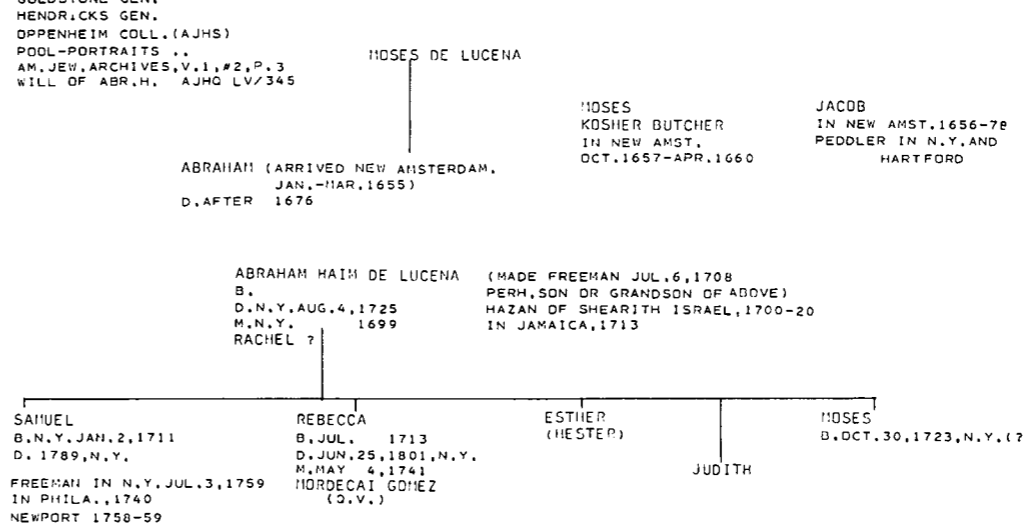 GOLDSTONE GEN.
HENDRICKS GEN.
OPPENHEIM COLL.(AJHS)
POOL-PORTRAITS ..
AM.JEW.ARCHIVES,V.1,#2,P.3
WILL OF ABR.H. AJHQ LV/345
MOSES DE LUCENA
MOSES
KOSHER BUTCHER
IN NEW AMST.
OCT.1657-APR.1660
JACOB
IN NEW AMST.1656-78
PEDDLER IN N.Y.AND
HARTFORD
ABRAHAM (ARRIVED NEW AMSTERDAM,
JAN.-MAR.1655)
D.AFTER 1676
ABRAHAM HAIM DE LUCENA (MADE FREEMAN JUL.6,1708
B. PERH.SON OR GRANDSON OF ABOVE)
D.N.Y.AUG.4,1725 HAZAN OF SHEARITH ISRAEL,1700-20
M.N.Y. 1699 IN JAMAICA,1713
RACHEL ?
SAMUEL
B.N.Y.JAN.2,1711
D. 1789,N.Y.
FREEMAN IN N.Y.JUL.3,1759
IN PHILA.,1740
NEWPORT 1758-59
REBECCA
B.JUL. 1713
D.JUN.25,1801,N.Y.
M.MAY 4,1741
MORDECAI GOMEZ
(Q.V.)
ESTHER
(HESTER)
JUDITH
MOSES
B.OCT.30,1723,N.Y.(?